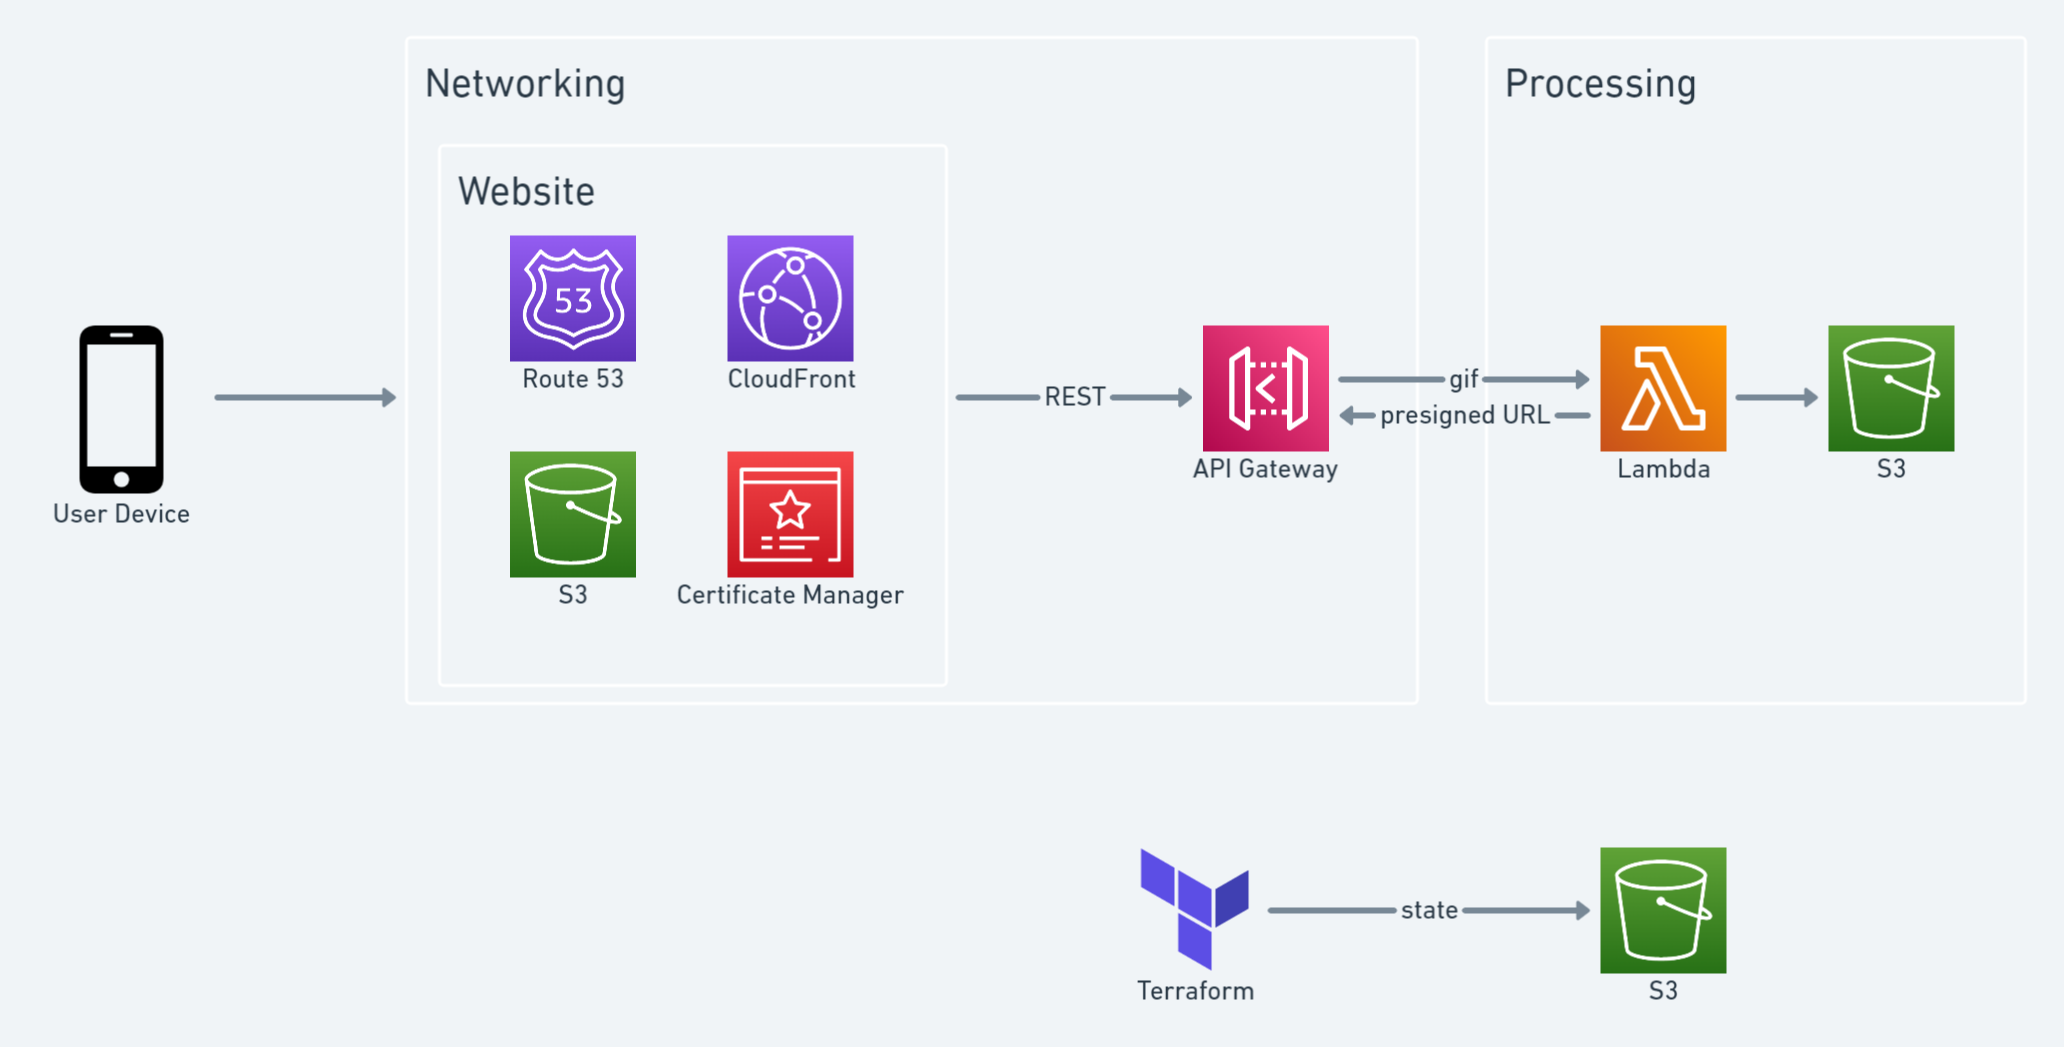 Networking
Processing
Website
53
Route 53
CloudFront
User Device
REST
gif
presigned URL
API Gateway
Lambda
S3
S3
Certificate Manager
state
Terraform
S3